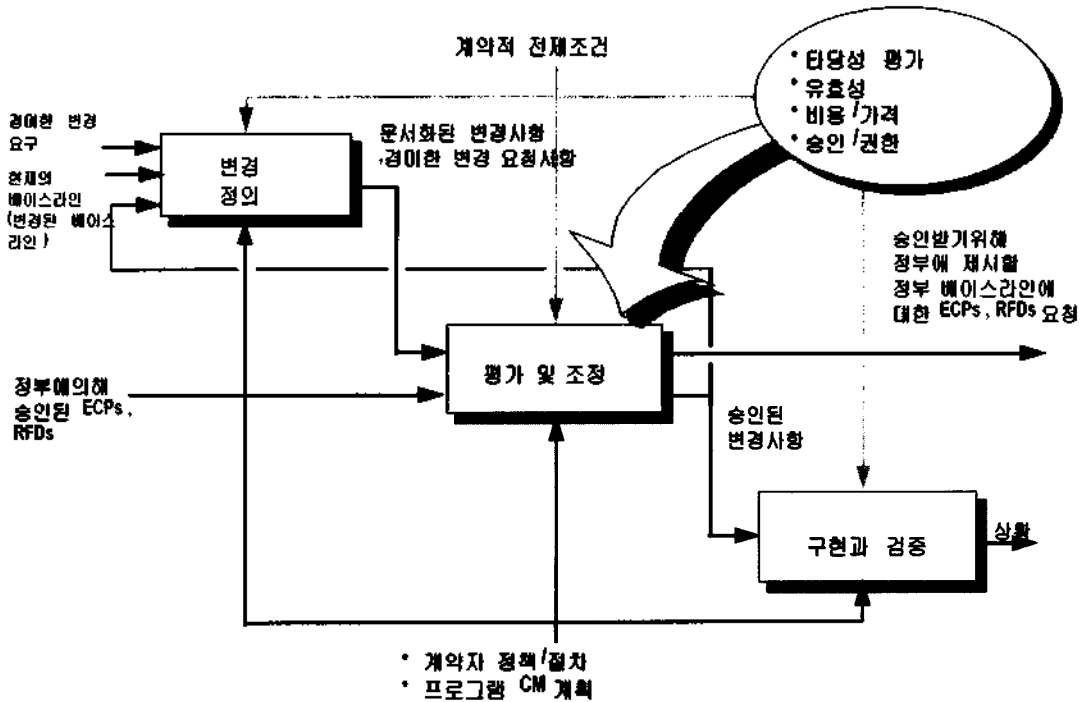 계약적 전제조건
• 타당성 평가
• 유효성
• 비용/가격
• 승인/권한
경미한 변경
요구
현재의
베이스라인
(변경된 베이스
라인)
변경
정의
문서화된 변경사항
,경미한 변경 요청사항
승인받기위해
정부에 제시할
정부 베이스라인에
대한 ECPs, RFDs 요청
평가 및 조정
정부에의해
승인된 ECPs,
RFDs
승인된
변경사항
구현과 검증
상황
• 계약자 정책/절차
• 프로그램 CM 계획